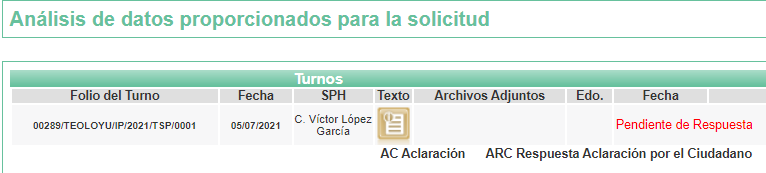 Análisis de datos proporcionados para la solicitud
Turnos
Folio del Turno Fecha SPH Texto Archivos Adjuntos Edo. Fecha
00289/TEOLOYU/IP/2021/TSP/0001 05/07/2021 C. Víctor López Pendiente de Respuesta
García
AC Aclaración ARC Respuesta Aclaración por el Ciudadano